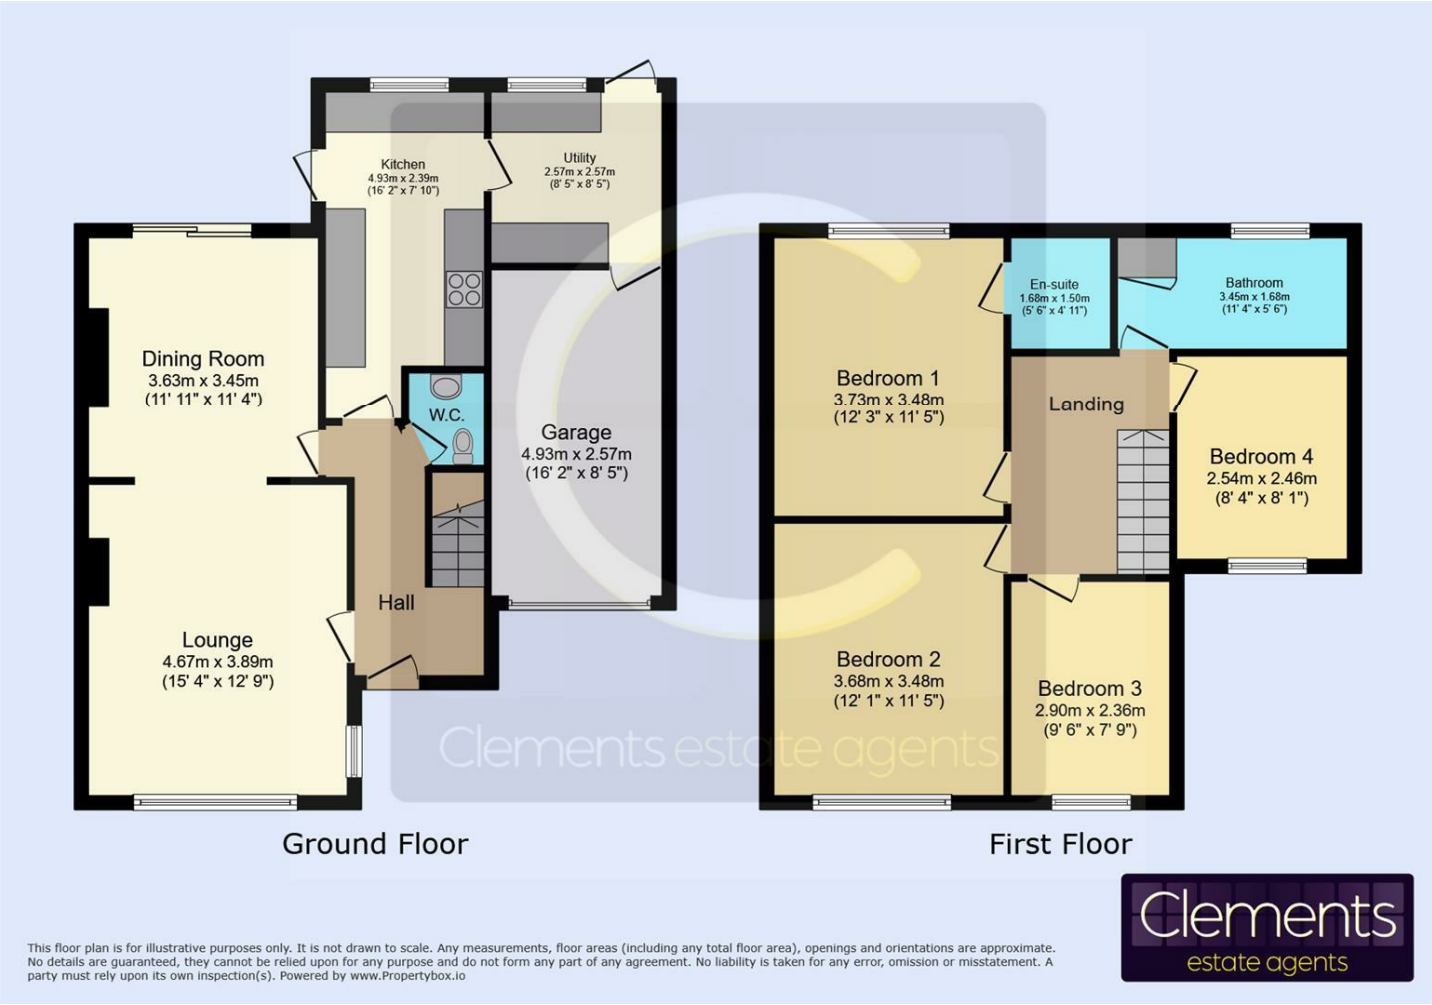 Kitchen
4.93m x 2.39m
(16' 2" x 7' 10")
Utility
2.57m x 2.57m
(8' 5" x 8' 5")
Dining Room
3.63m x 3.45m
(11' 11" x 11' 4")
W.C.
Garage
4.93m x 2.57m
(16' 2" x 8' 5")
Hall
Lounge
4.67m x 3.89m
(15' 4" x 12' 9")
Ground Floor
En-suite
1.68m x 1.50m
(5' 6" x 4' 11")
Bathroom
3.45m x 1.68m
(11' 4" x 5' 6")
Bedroom 1
3.73m x 3.48m
(12' 3" x 11' 5")
Landing
Bedroom 4
2.54m x 2.46m
(8' 4" x 8' 1")
Bedroom 2
3.68m x 3.48m
(12' 1" x 11' 5")
Bedroom 3
2.90m x 2.36m
(9' 6" x 7' 9")
First Floor
Clements estate agents
Clements
estate agents
This floor plan is for illustrative purposes only. It is not drawn to scale. Any measurements, floor areas (including any total floor area), openings and orientations are approximate.
No details are guaranteed, they cannot be relied upon for any purpose and do not form any part of any agreement. No liability is taken for any error, omission or misstatement. A
party must rely upon its own inspection(s). Powered by www.Propertybox.io